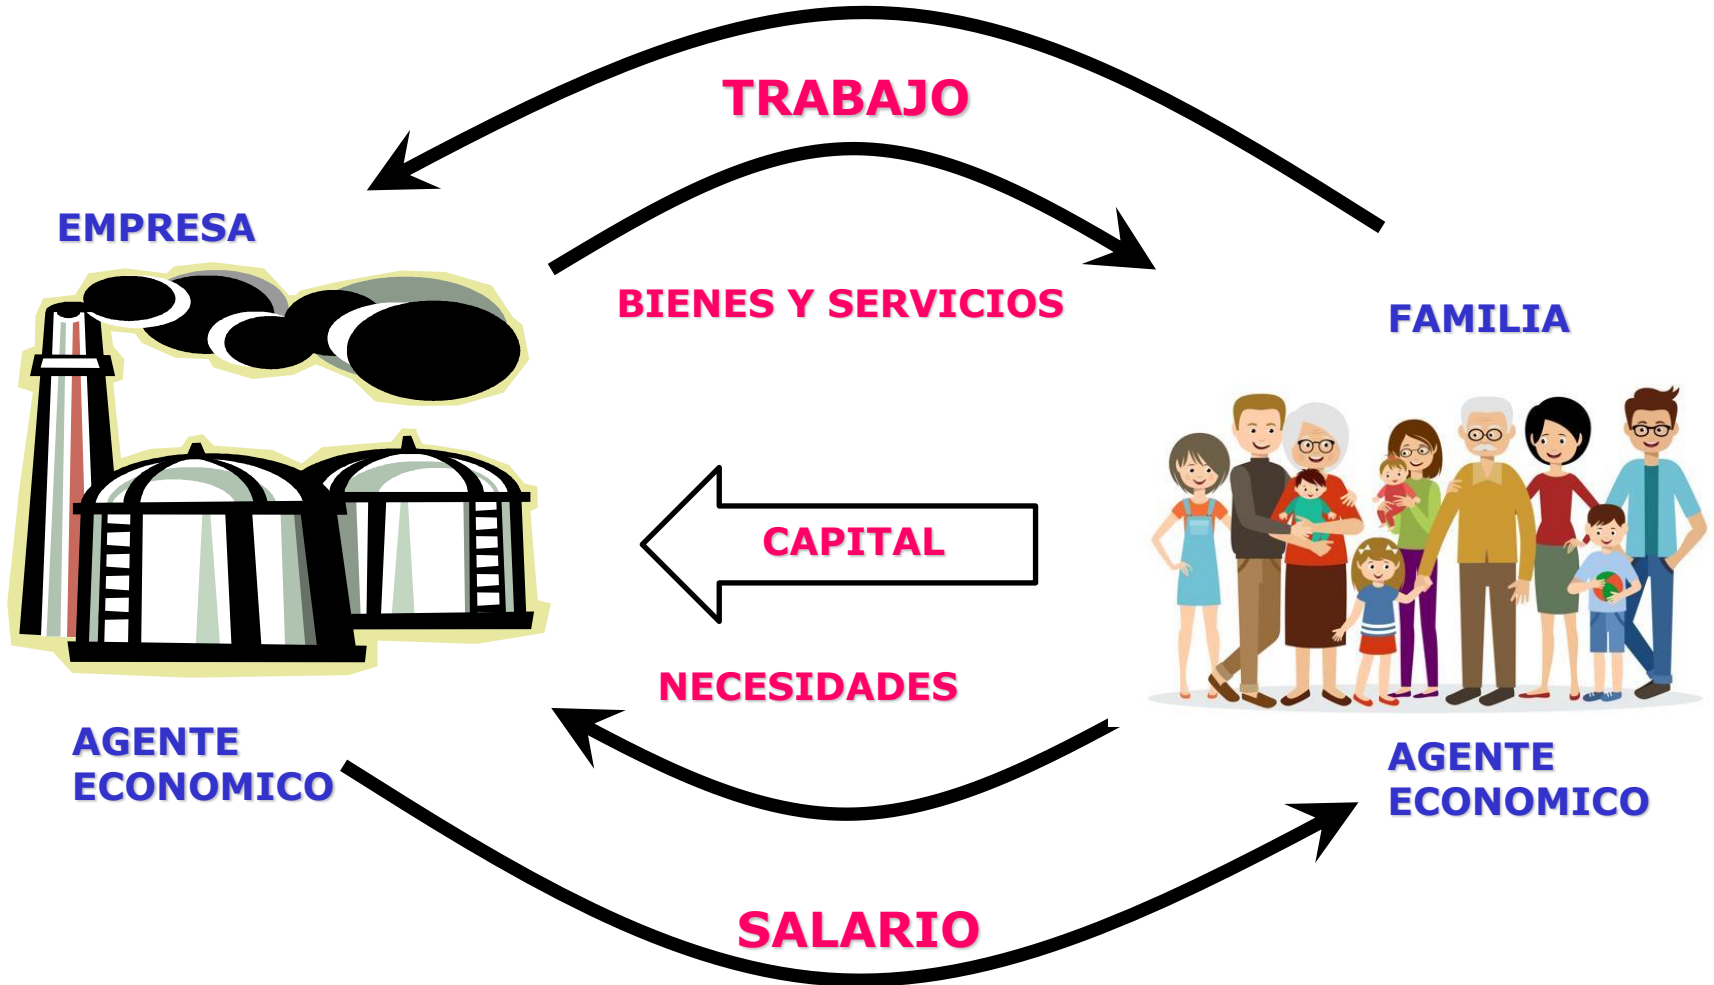 TRABAJO
EMPRESA
BIENES Y SERVICIOS
FAMILIA
CAPITAL
NECESIDADES
AGENTE
ECONOMICO
AGENTE
ECONOMICO
SALARIO